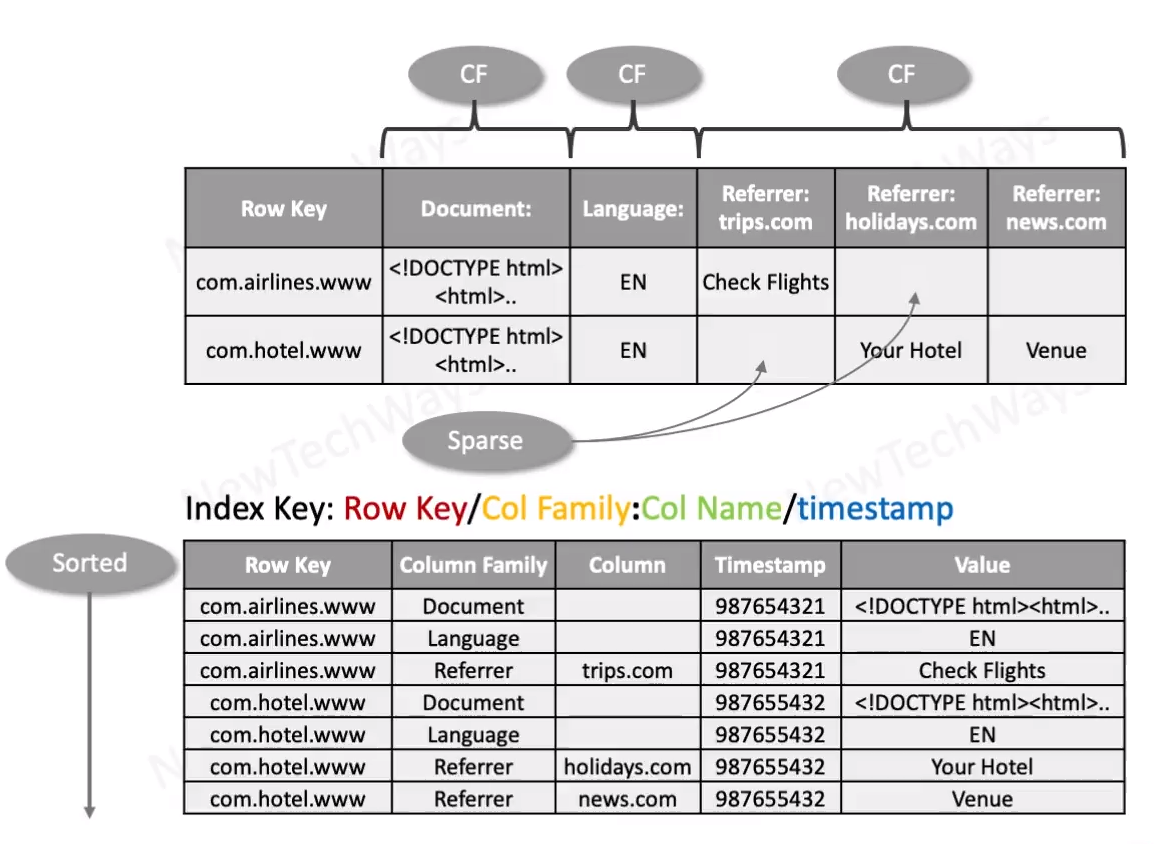 CF CF CF
Row Key Document: Language: Referrer: trips.com Referrer: holidays.com Referrer: news.com
com.airlines.www <!DOCTYPE html> <html>.. EN Check Flights
com.hotel.www <!DOCTYPE html> <html>.. EN Your Hotel Venue
Sparse
NewTechWays NewTechWays
Index Key: Row Key/Col Family:Col Name/timestamp
Sorted
Row Key Column Family Column Timestamp Value
com.airlines.www Document 987654321 <!DOCTYPE html><html>..
com.airlines.www Language 987654321 EN
com.airlines.www Referrer trips.com 987654321 Check Flights
com.hotel.www Document 987655432 <!DOCTYPE html><html>..
com.hotel.www Language 987655432 EN
com.hotel.www Referrer holidays.com 987655432 Your Hotel
com.hotel.www Referrer news.com 987655432 Venue